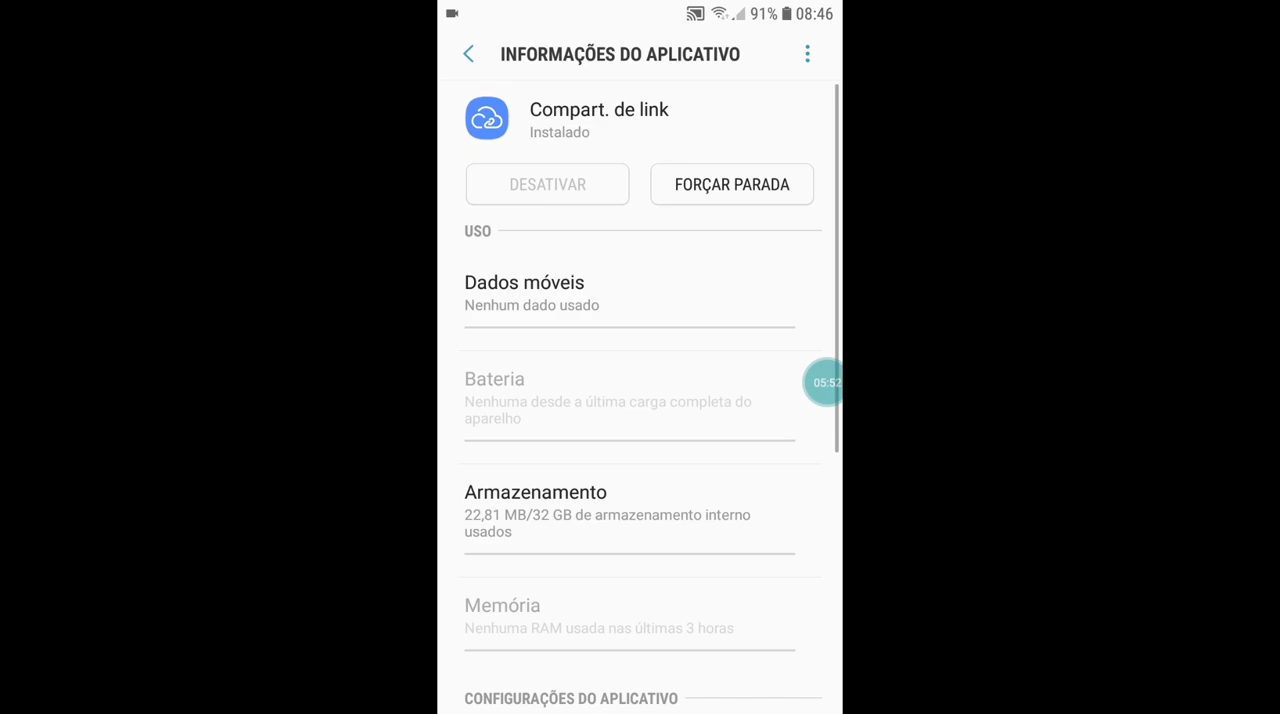 91% 08:46
INFORMAÇÕES DO APLICATIVO
Compart. de link
Instalado
DESATIVAR
FORÇAR PARADA
USO
Dados móveis
Nenhum dado usado
05:52
Bateria
Nenhuma desde a última carga completa do
aparelho
Armazenamento
22,81 MB/32 GB de armazenamento interno
usados
Memória
Nenhuma RAM usada nas últimas 3 horas
CONFIGURAÇÕES DO APLICATIVO